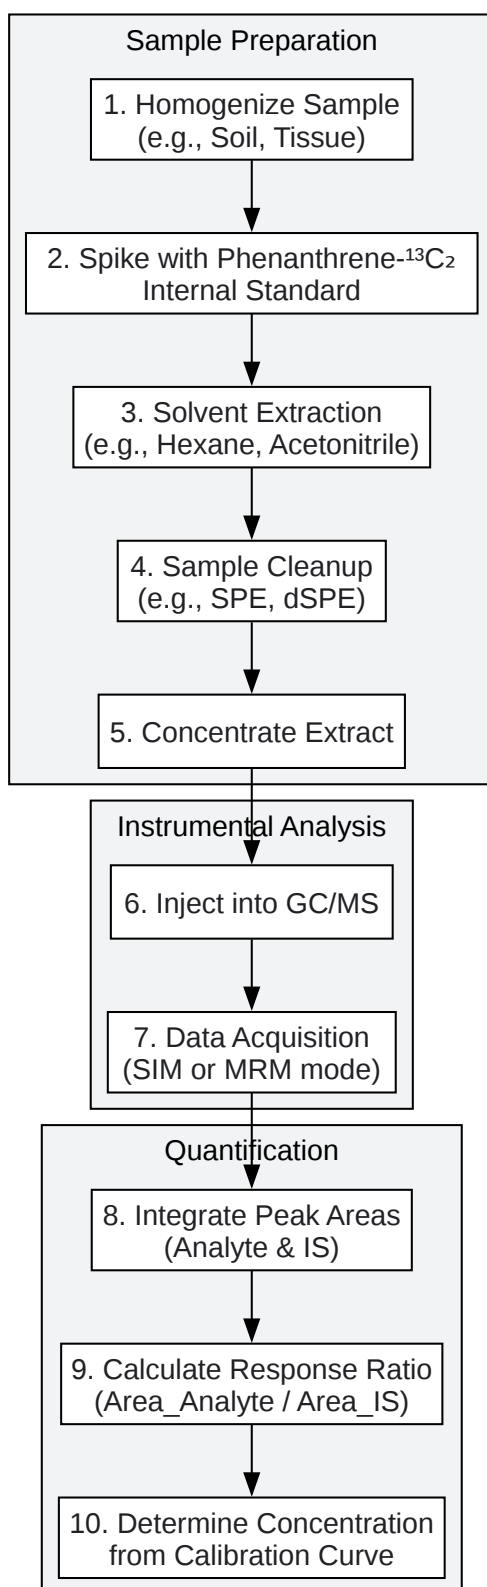 Sample Preparation
1. Homogenize Sample
(e.g., Soil, Tissue)
2. Spike with Phenanthrene-¹³C₂
Internal Standard
3. Solvent Extraction
(e.g., Hexane, Acetonitrile)
4. Sample Cleanup
(e.g., SPE, dSPE)
5. Concentrate Extract
Instrumental Analysis
6. Inject into GC/MS
7. Data Acquisition
(SIM or MRM mode)
Quantification
8. Integrate Peak Areas
(Analyte & IS)
9. Calculate Response Ratio
(Area_Analyte / Area_IS)
10. Determine Concentration
from Calibration Curve